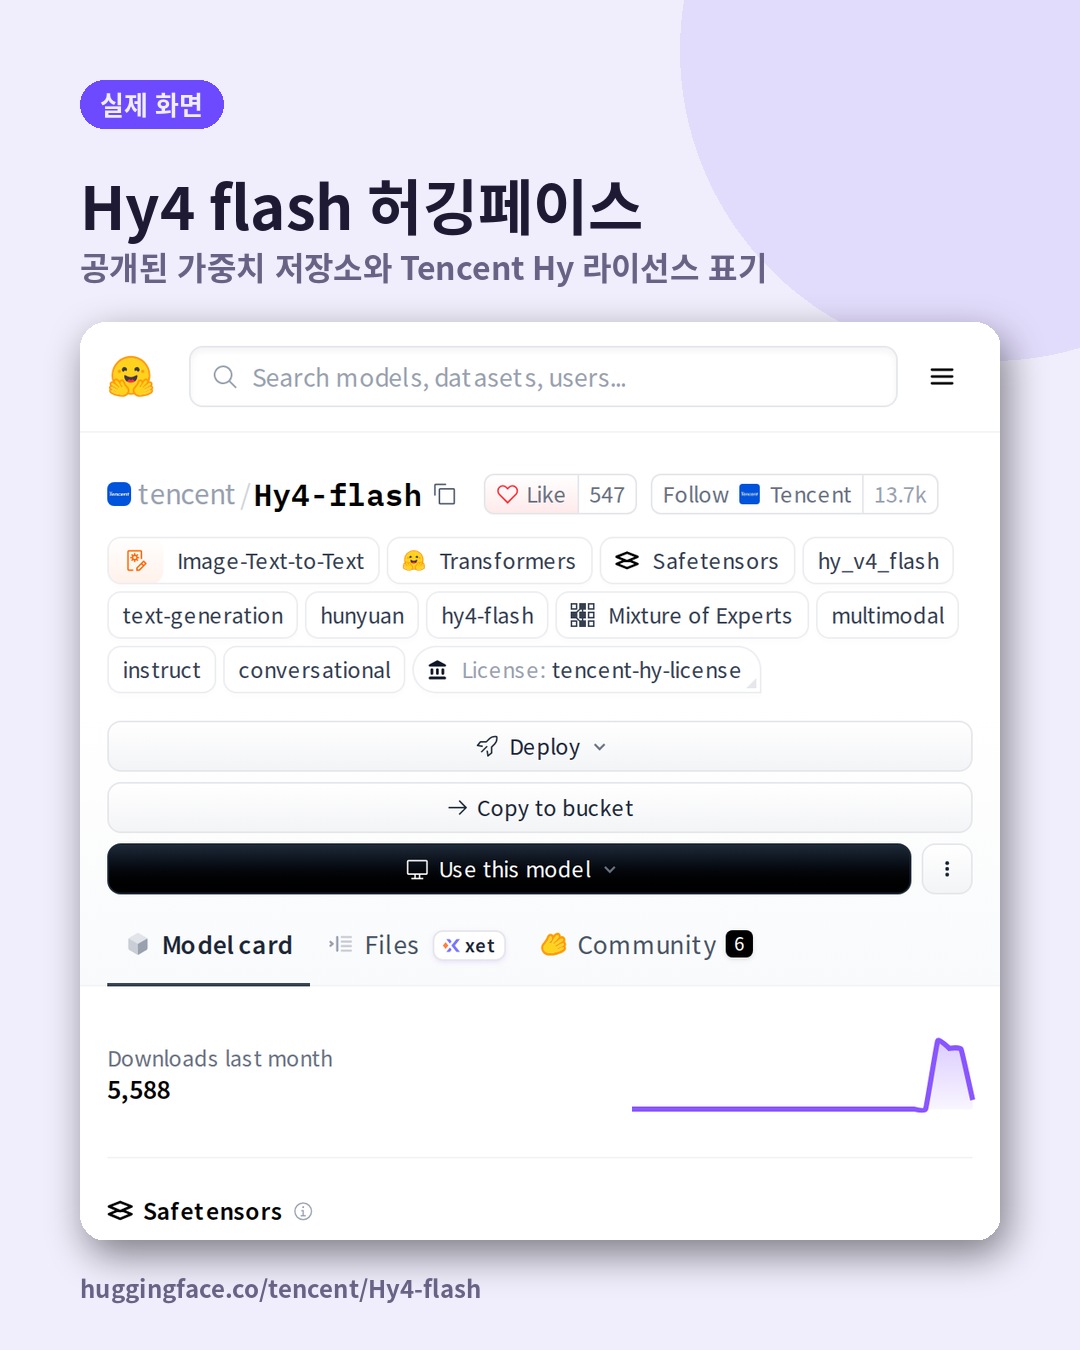 실제 화면
Hy4 flash 허깅페이스
공개된 가중치 저장소와 Tencent Hy 라이선스 표기
Search models, datasets, users...
tencent/Hy4-flash Like 547 Follow Tencent 13.7k
Image-Text-to-Text Transformers Safetensors hy_v4_flash
text-generation hunyuan hy4-flash Mixture of Experts multimodal
instruct conversational License: tencent-hy-license
Deploy
Copy to bucket
Use this model
Model card Files xet Community 6
Downloads last month
5,588
Safetensors
huggingface.co/tencent/Hy4-flash